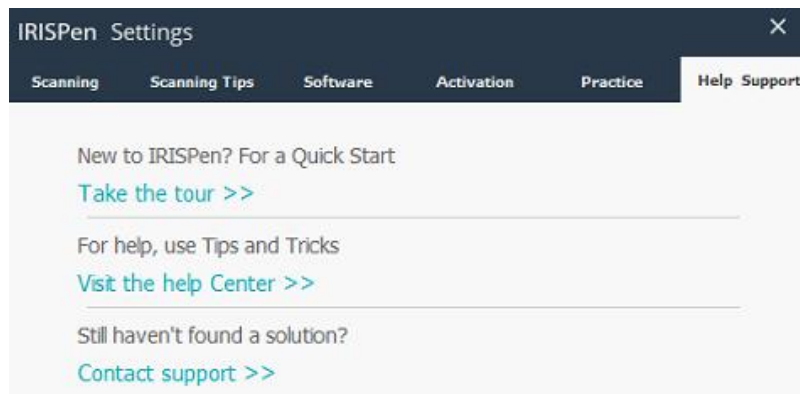 IRISPen Settings
Scanning Scanning Tips Software Activation Practice Help Support
New to IRISPen? For a Quick Start
Take the tour >>
For help, use Tips and Tricks
Visit the help Center >>
Still haven't found a solution?
Contact support >>